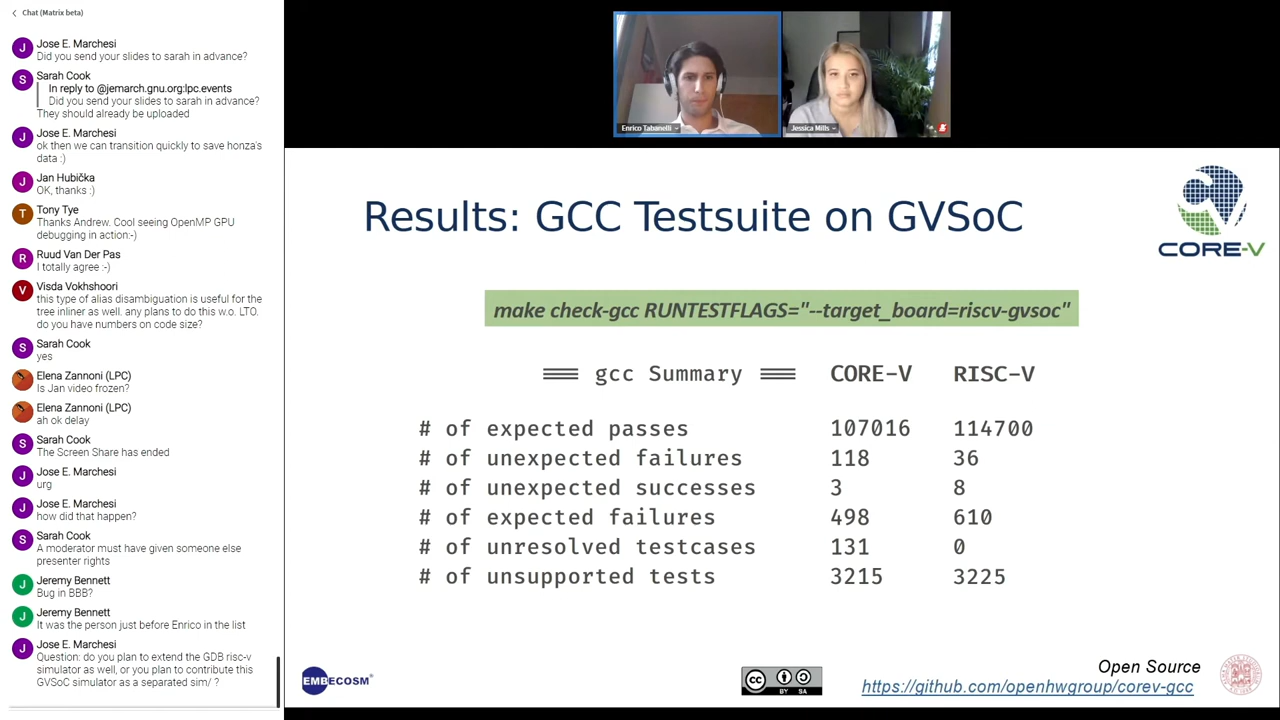 Chat (Matrix beta)
J
Jose E. Marchesi
Did you send your slides to sarah in advance?
S
Sarah Cook
In reply to @jemarch.gnu.org:lpc.events
Did you send your slides to sarah in advance?
They should already be uploaded
J
Jose E. Marchesi
ok then we can transition quickly to save honza's
data :)
J
Jan Hubička
OK, thanks :)
T
Tony Tye
Thanks Andrew. Cool seeing OpenMP GPU
debugging in action:-)
R
Ruud Van Der Pas
I totally agree :-)
V
Visda Vokhshoori
this type of alias disambiguation is useful for the
tree inliner as well. any plans to do this w.o. LTO.
do you have numbers on code size?
S
Sarah Cook
yes
Elena Zannoni (LPC)
Is Jan video frozen?
Elena Zannoni (LPC)
ah ok delay
S
Sarah Cook
The Screen Share has ended
J
Jose E. Marchesi
urg
J
Jose E. Marchesi
how did that happen?
S
Sarah Cook
A moderator must have given someone else
presenter rights
J
Jeremy Bennett
Bug in BBB?
J
Jeremy Bennett
It was the person just before Enrico in the list
J
Jose E. Marchesi
Question: do you plan to extend the GDB risc-v
simulator as well, or you plan to contribute this
GVSoC simulator as a separated sim/ ?
Enrico Tabanelli
Jessica Mills
Results: GCC Testsuite on GVSoC
CORE-V
make check-gcc RUNTESTFLAGS="--target_board=riscv-gvsoc"
=== gcc Summary === CORE-V RISC-V
# of expected passes 107016 114700
# of unexpected failures 118 36
# of unexpected successes 3 8
# of expected failures 498 610
# of unresolved testcases 131 0
# of unsupported tests 3215 3225
EMBECOSM®
cc BY SA
Open Source
https://github.com/openhwgroup/corev-gcc